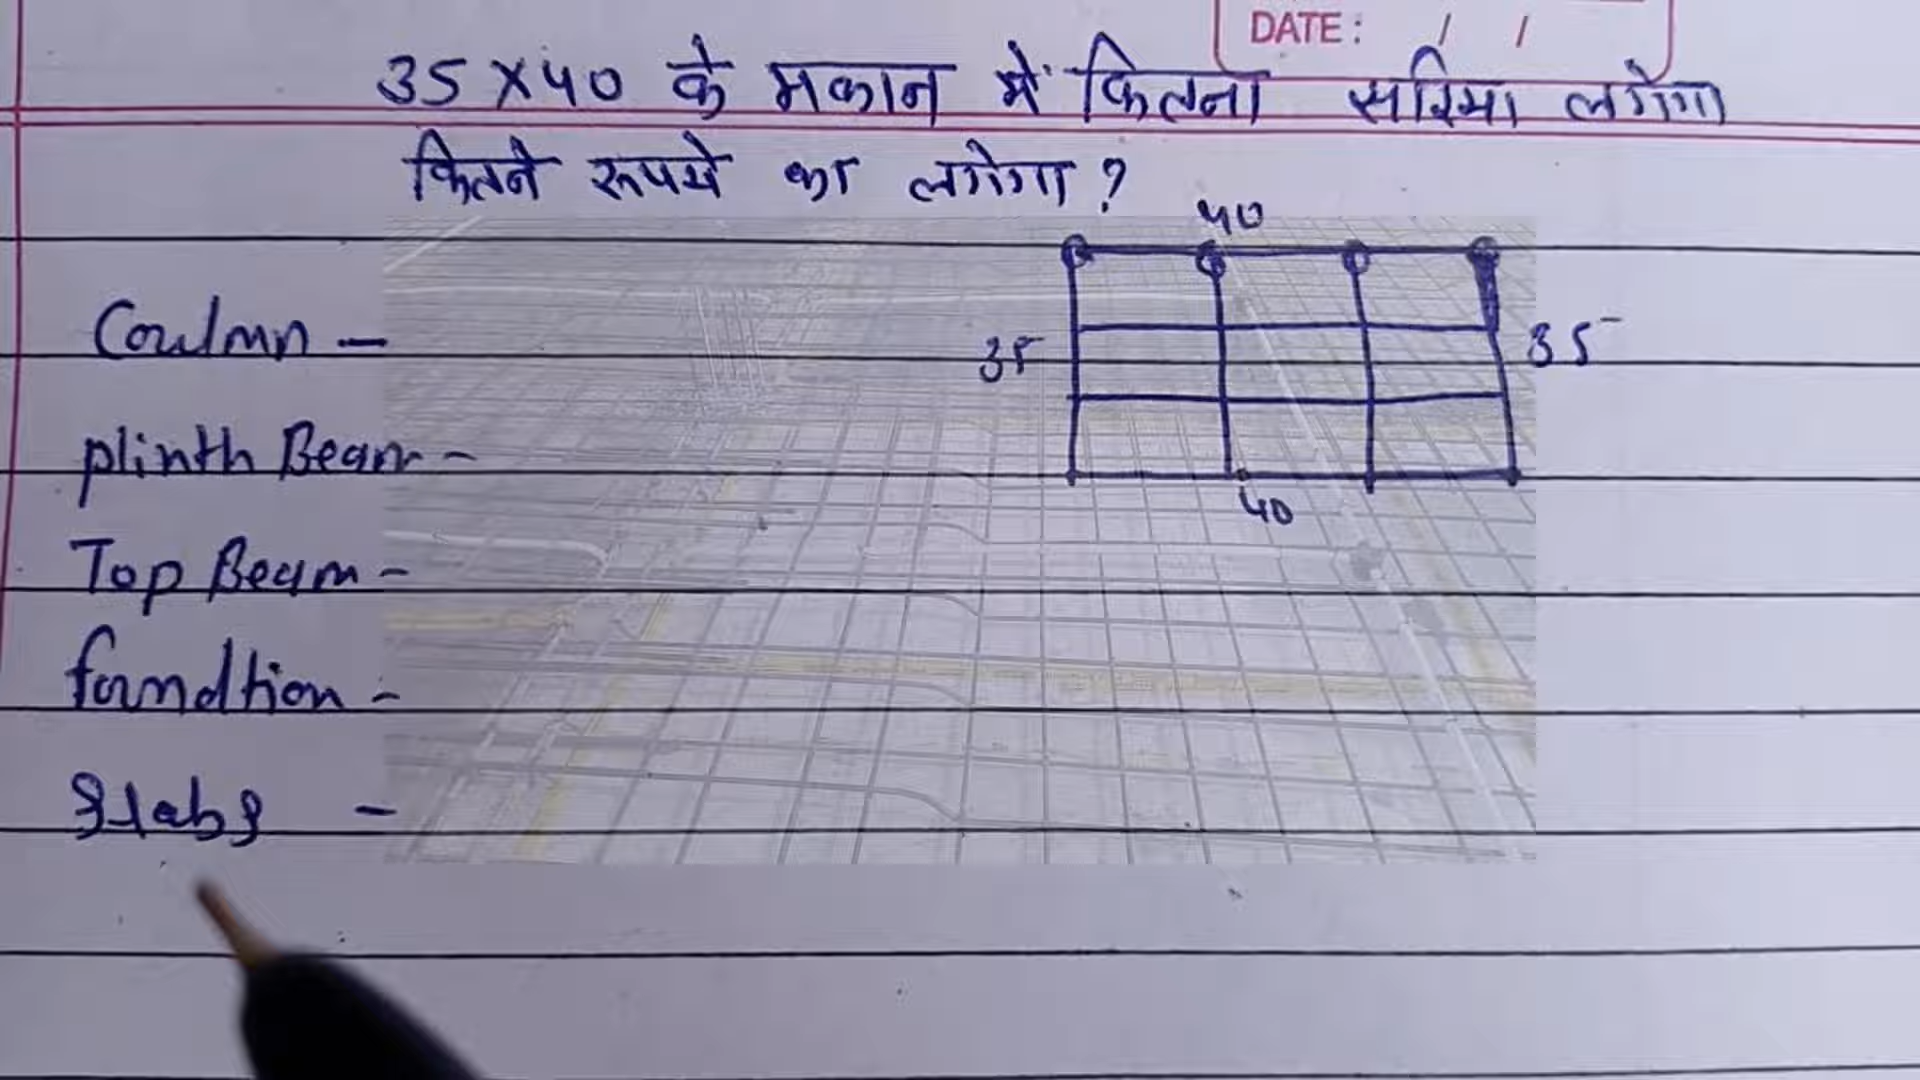 DATE: / /
35 X 40 के मकान में कितना सरिया लगेगा
कितने रूपये का लगेगा ?
40
Coulmn -
35
35
plinth Beam -
40
Top Beam -
foundtion -
Slabs -